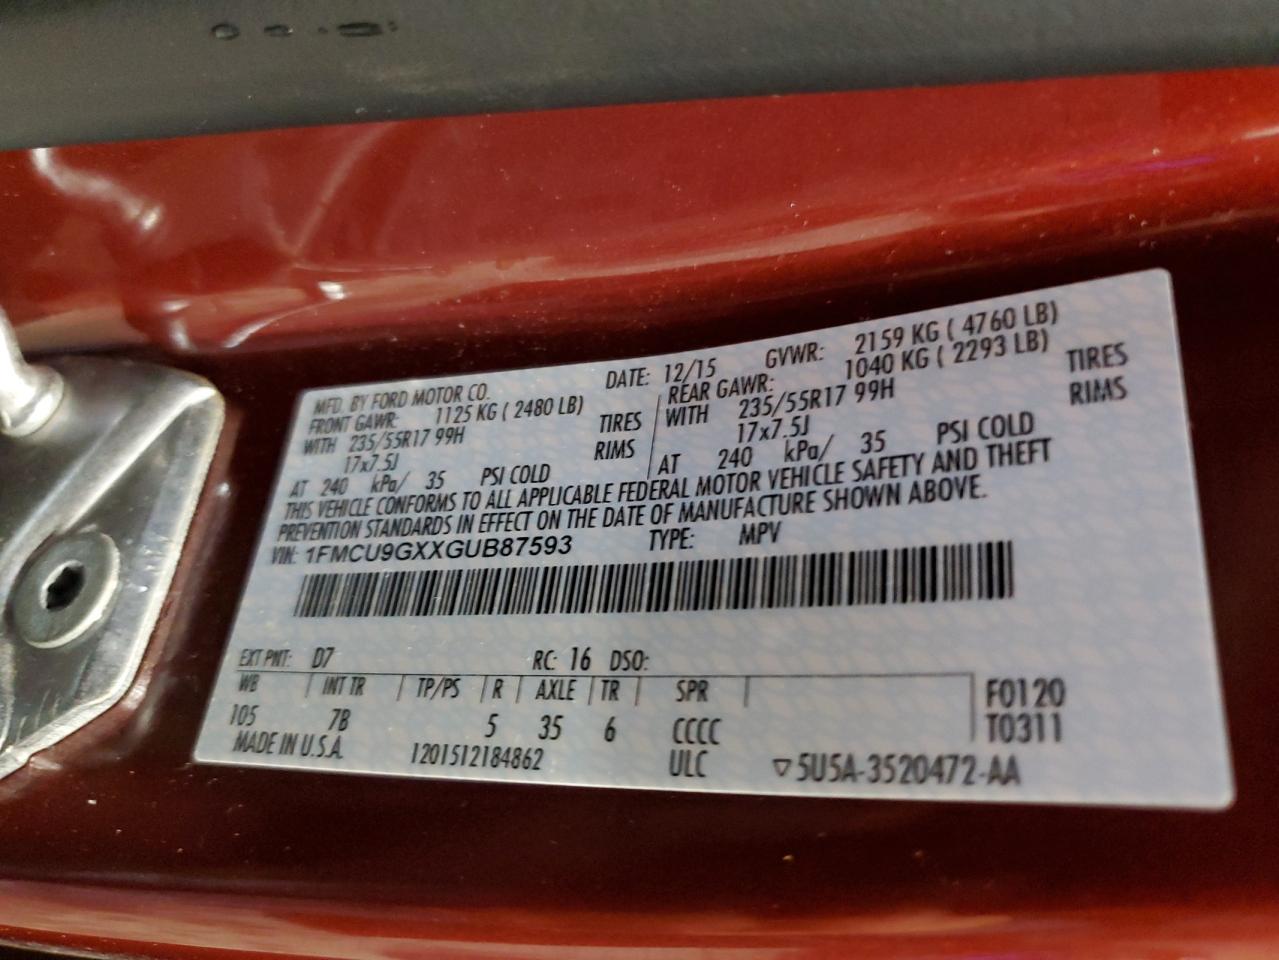 MFD. BY FORD MOTOR CO. DATE: 12/15 GVWR: 2159 KG ( 4760 LB)
FRONT GAWR: 1125 KG ( 2480 LB) REAR GAWR: 1040 KG ( 2293 LB)
WITH 235/55R17 99H TIRES WITH 235/55R17 99H TIRES
17x7.5J RIMS 17x7.5J RIMS
AT 240 kPa/ 35 PSI COLD AT 240 kPa/ 35 PSI COLD
THIS VEHICLE CONFORMS TO ALL APPLICABLE FEDERAL MOTOR VEHICLE SAFETY AND THEFT
PREVENTION STANDARDS IN EFFECT ON THE DATE OF MANUFACTURE SHOWN ABOVE.
VIN: 1FMCU9GXXGUB87593 TYPE: MPV
EXT PNT: D7 RC: 16 DSO:
WB INT TR TP/PS R AXLE TR SPR F0120
105 7B 5 35 6 CCCC T0311
MADE IN U.S.A. 1201512184862 ULC ▽5U5A-3520472-AA